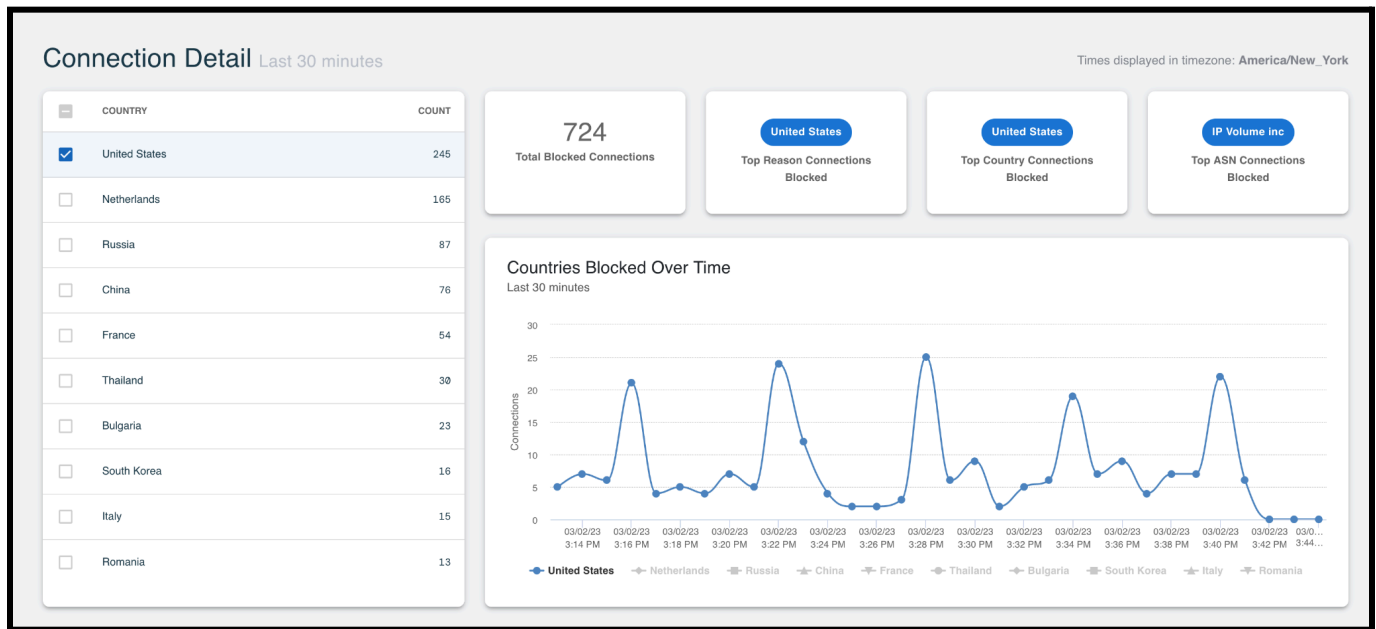 Connection Detail Last 30 minutes
Times displayed in timezone: America/New_York
COUNTRY COUNT
United States 245
Netherlands 165
Russia 87
China 76
France 54
Thailand 30
Bulgaria 23
South Korea 16
Italy 15
Romania 13
724
Total Blocked Connections
United States
Top Reason Connections
Blocked
United States
Top Country Connections
Blocked
IP Volume inc
Top ASN Connections
Blocked
Countries Blocked Over Time
Last 30 minutes
Connections
30
25
20
15
10
5
0
03/02/23 03/02/23 03/02/23 03/02/23 03/02/23 03/02/23 03/02/23 03/02/23 03/02/23 03/02/23 03/02/23 03/02/23 03/02/23 03/02/23 03/02/23 03/0...
3:14 PM 3:16 PM 3:18 PM 3:20 PM 3:22 PM 3:24 PM 3:26 PM 3:28 PM 3:30 PM 3:32 PM 3:34 PM 3:36 PM 3:38 PM 3:40 PM 3:42 PM 3:44...
United States Netherlands Russia China France Thailand Bulgaria South Korea Italy Romania